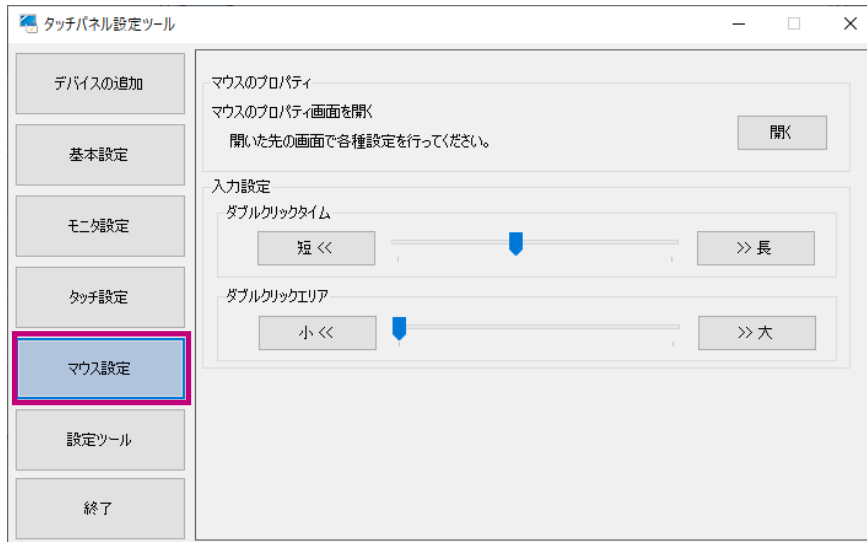 タッチパネル設定ツール
デバイスの追加
基本設定
モニタ設定
タッチ設定
マウス設定
設定ツール
終了
マウスのプロパティ
マウスのプロパティ画面を開く
開いた先の画面で各種設定を行ってください。
開く
入力設定
ダブルクリックタイム
短 <<
>> 長
ダブルクリックエリア
小 <<
>> 大